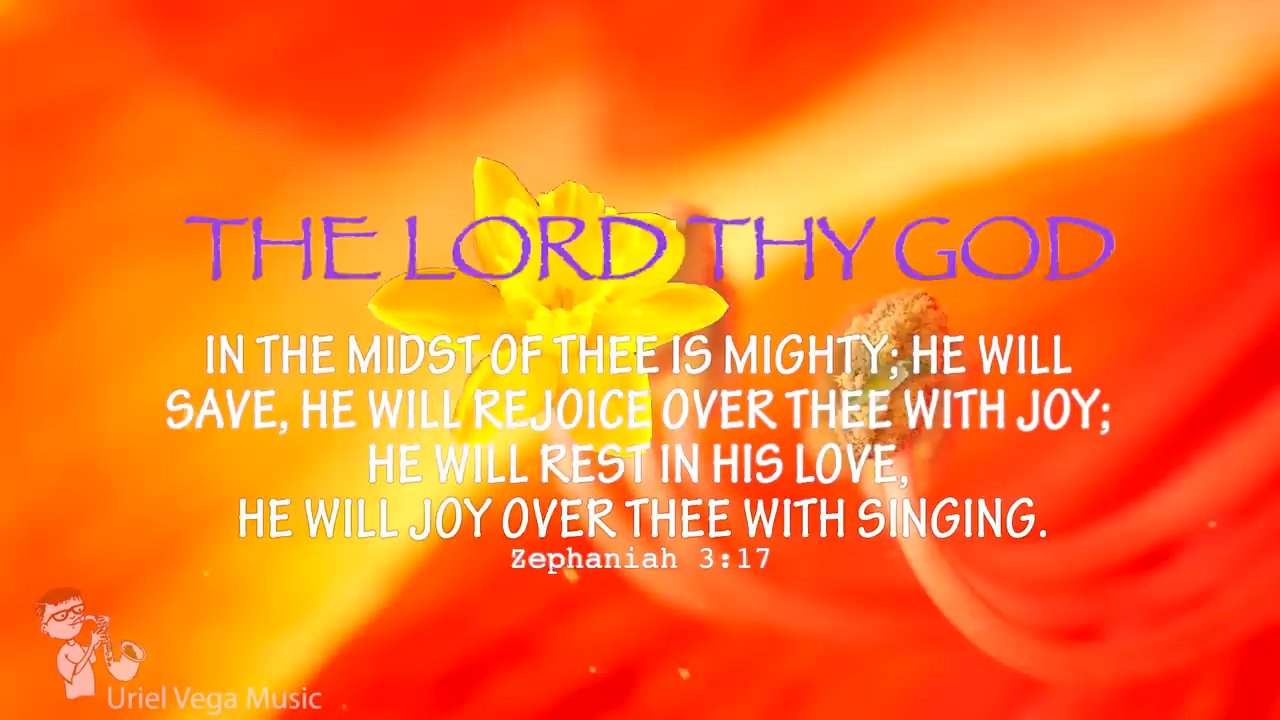 THE LORD THY GOD
IN THE MIDST OF THEE IS MIGHTY; HE WILL
SAVE, HE WILL REJOICE OVER THEE WITH JOY;
HE WILL REST IN HIS LOVE,
HE WILL JOY OVER THEE WITH SINGING.
Zephaniah 3:17
Uriel Vega Music